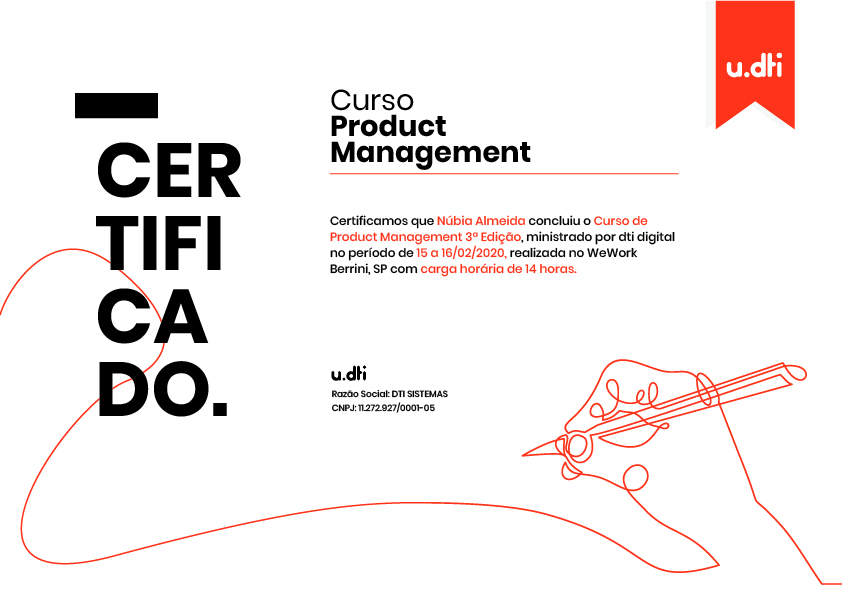 u.dti
CER
TIFI
CA
DO.
Curso
Product
Management
Certificamos que Núbia Almeida concluiu o Curso de
Product Management 3ª Edição, ministrado por dti digital
no período de 15 a 16/02/2020, realizada no WeWork
Berrini, SP com carga horária de 14 horas.
u.dti
Razão Social: DTI SISTEMAS
CNPJ: 11.272.927/0001-05